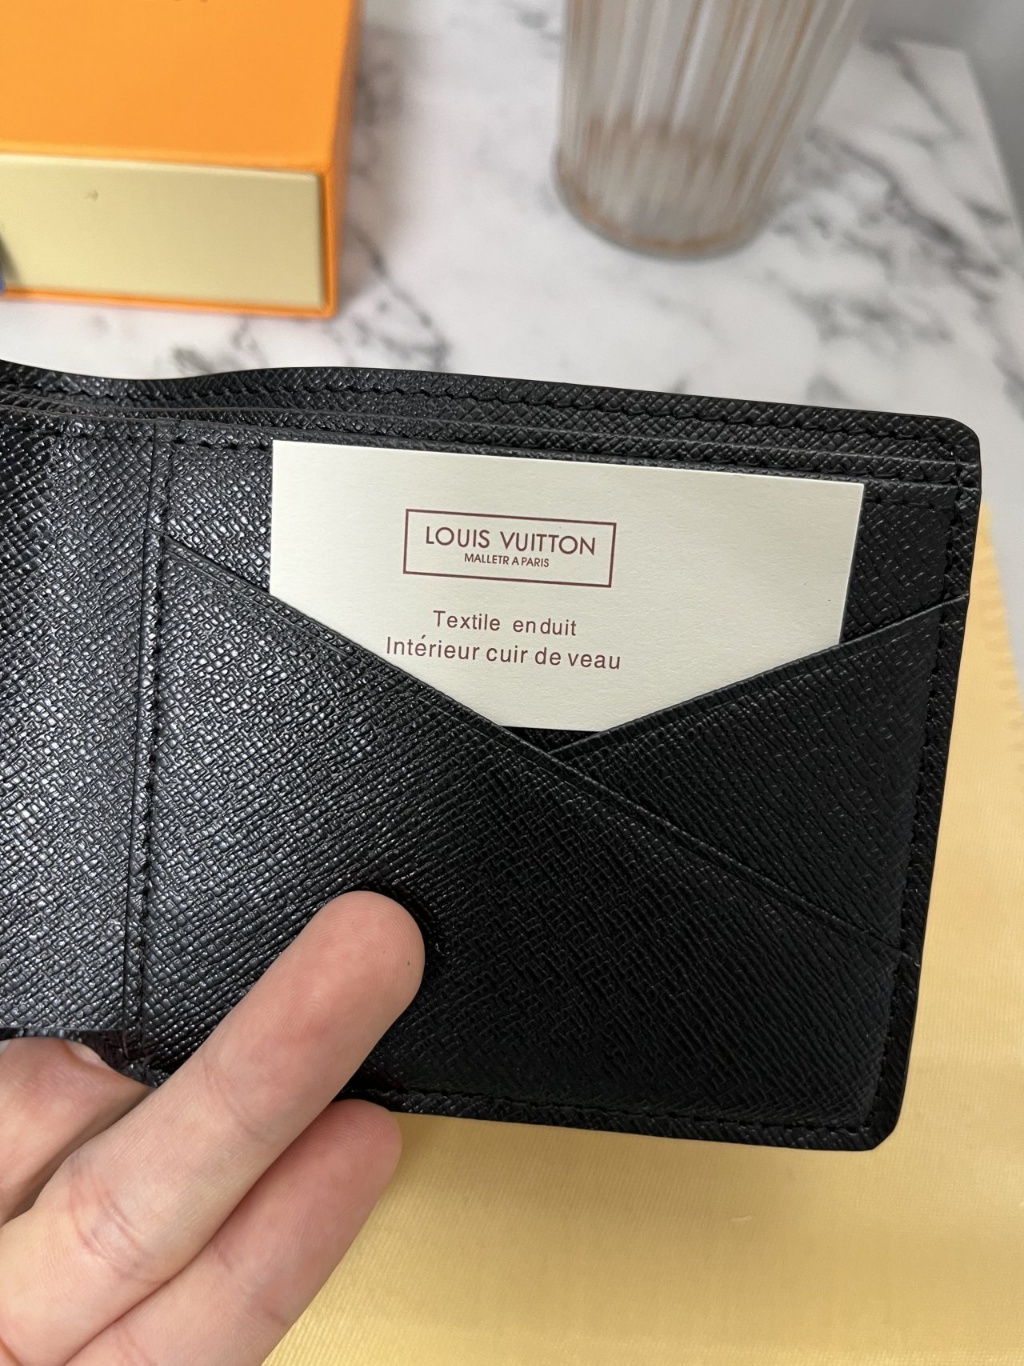 LOUIS VUITTON
MALLETR A PARIS
Textile enduit
Intérieur cuir de veau